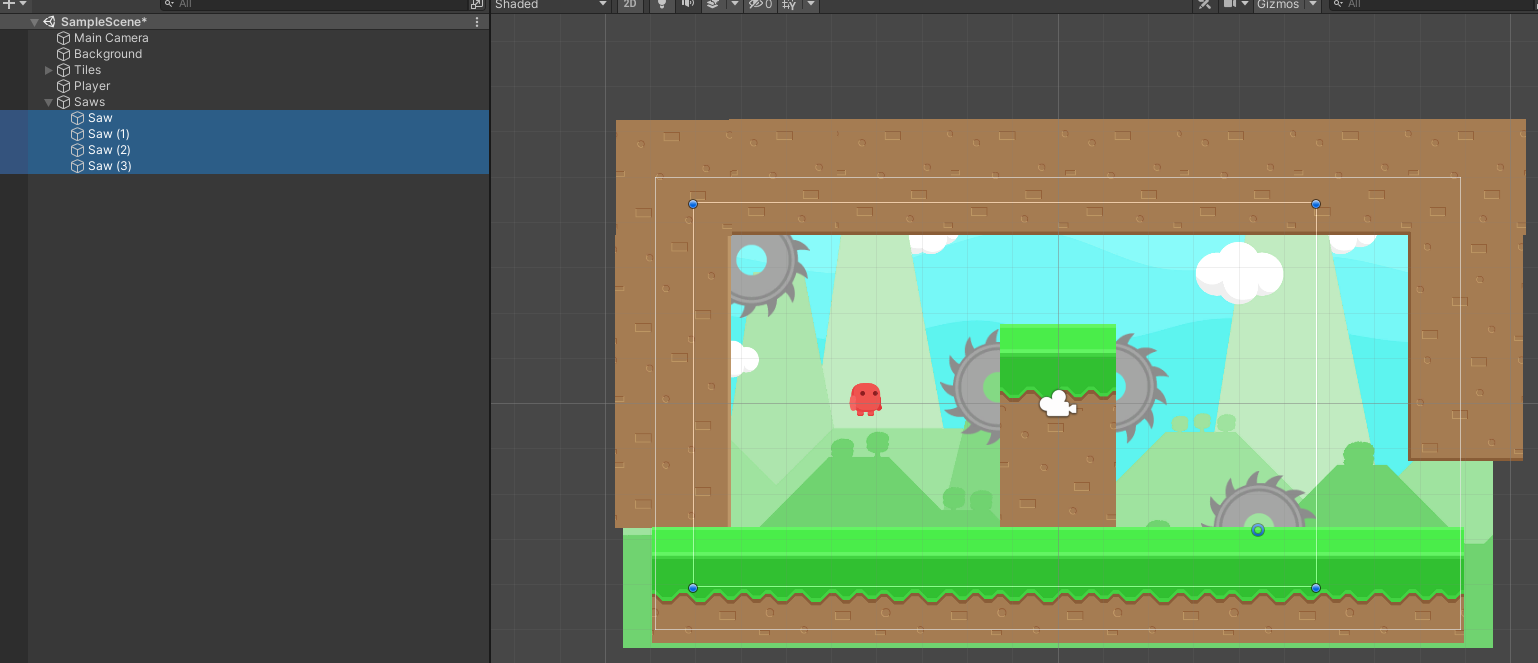 All
SampleScene*
Main Camera
Background
Tiles
Player
Saws
Saw
Saw (1)
Saw (2)
Saw (3)
Shaded
2D
0
Gizmos
All